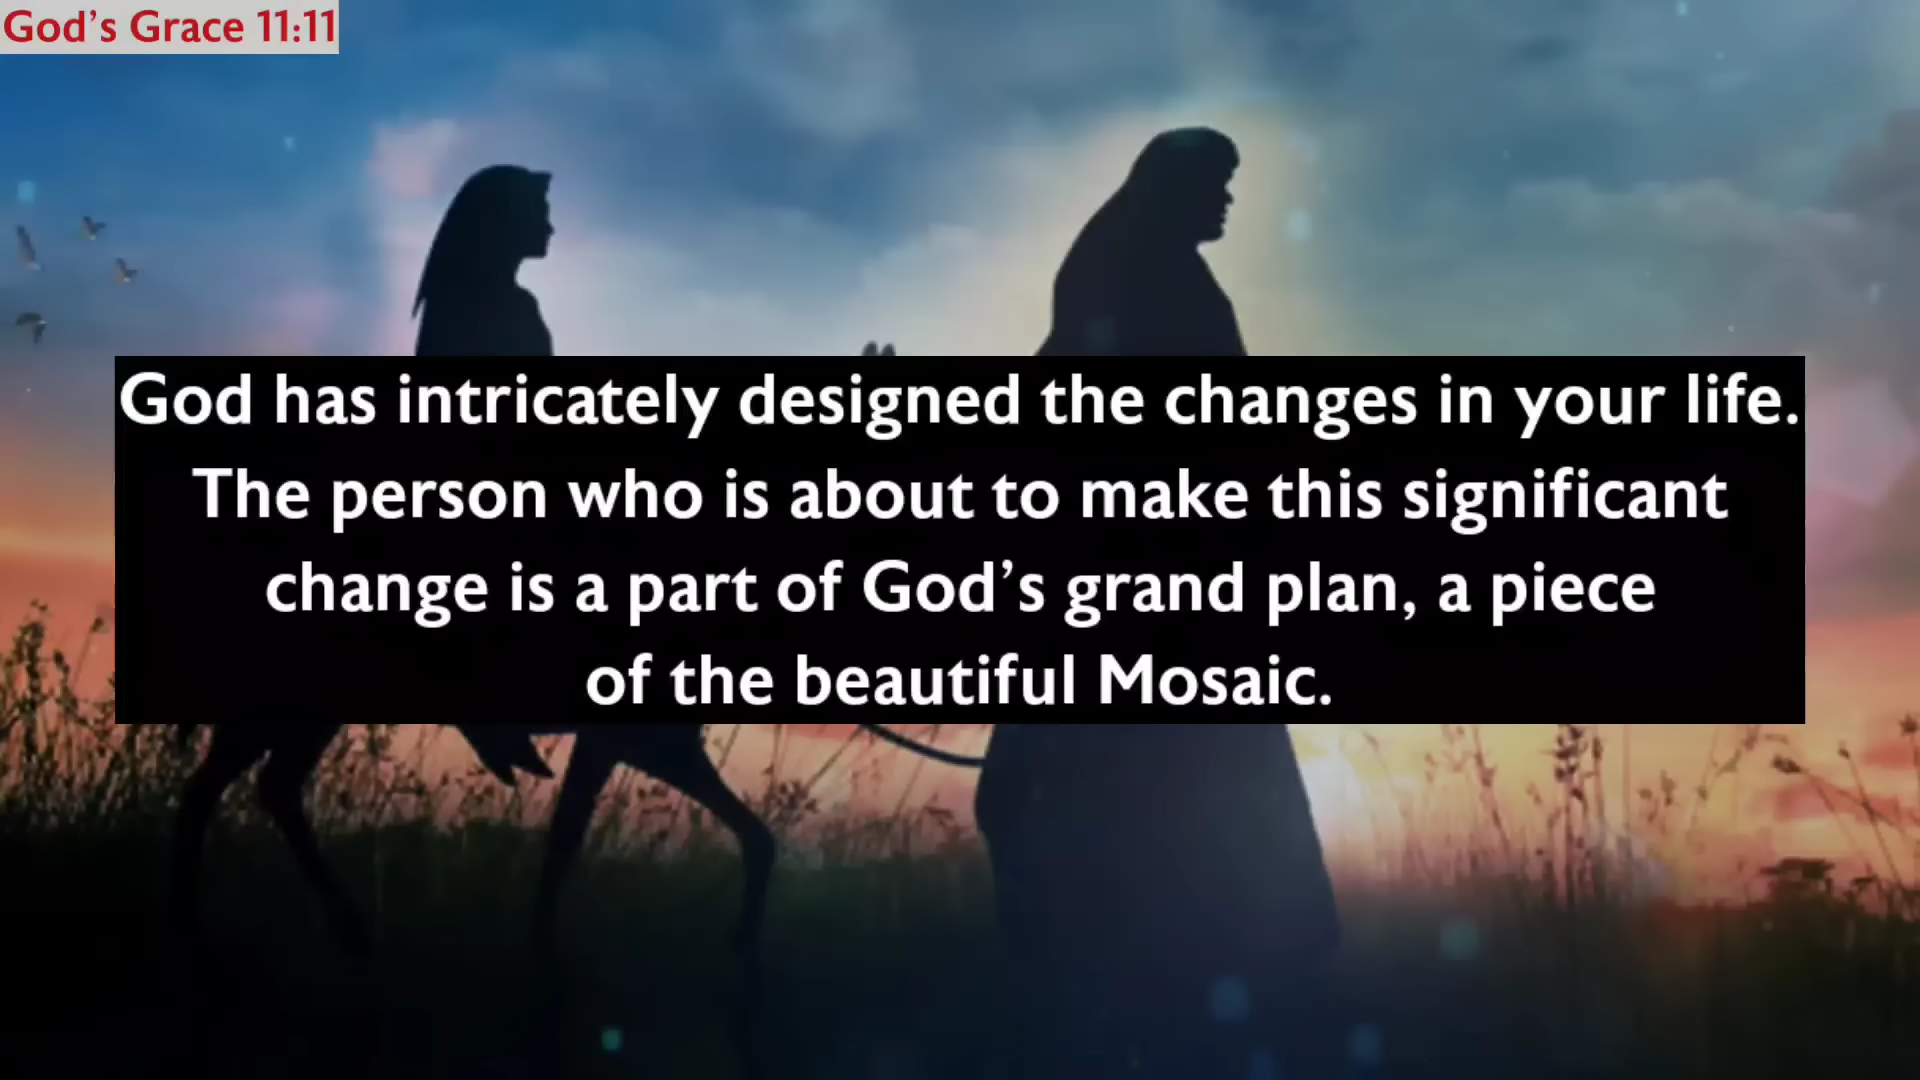 God's Grace 11:11
God has intricately designed the changes in your life.
The person who is about to make this significant
change is a part of God's grand plan, a piece
of the beautiful Mosaic.